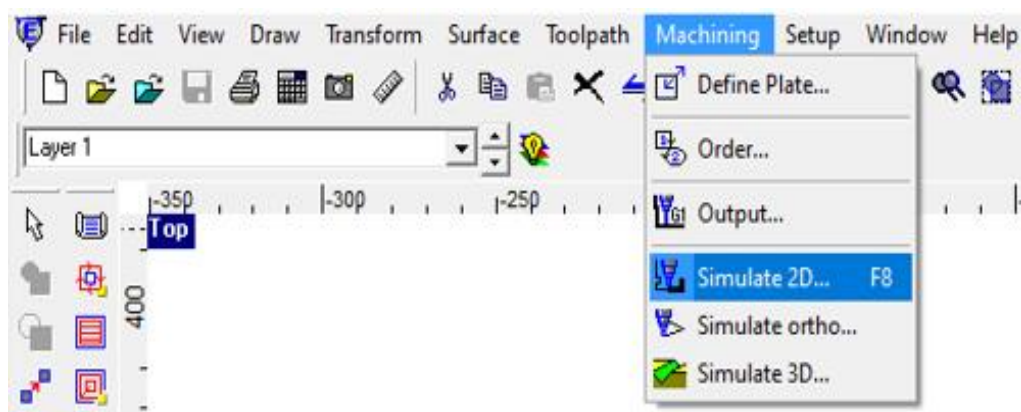 File Edit View Draw Transform Surface Toolpath Machining Setup Window Help
Define Plate...
Layer 1
Order...
-350 -300 -250
Top
G1 Output...
Simulate 2D... F8
400
Simulate ortho...
Simulate 3D...